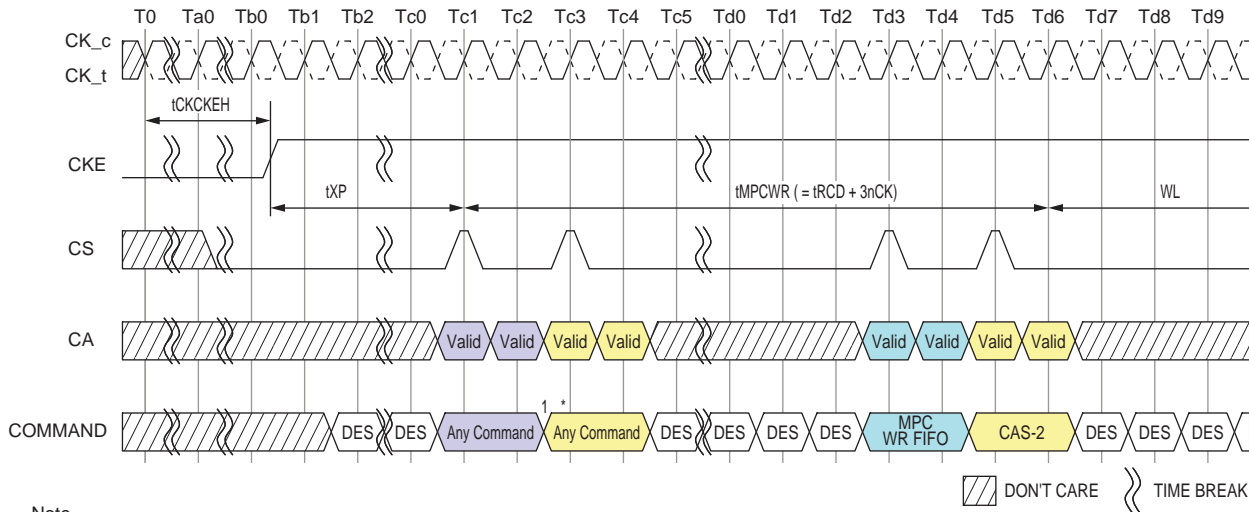 T0 Ta0 Tb0 Tb1 Tb2 Tc0 Tc1 Tc2 Tc3 Tc4 Tc5 Td0 Td1 Td2 Td3 Td4 Td5 Td6 Td7 Td8 Td9
CK_c
CK_t
tCKCKEH
CKE
tXP tMPCWR ( = tRCD + 3nCK) WL
CS
CA Valid Valid Valid Valid Valid Valid Valid Valid
1 *
COMMAND DES DES Any Command Any Command DES DES DES DES MPC WR FIFO CAS-2 DES DES DES
DON'T CARE TIME BREAK
Note